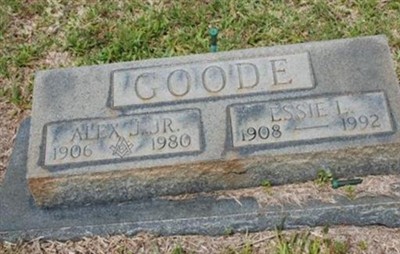 GOODE
ALEX J. JR.
1906 1980
ESSIE L.
1908 — 1992